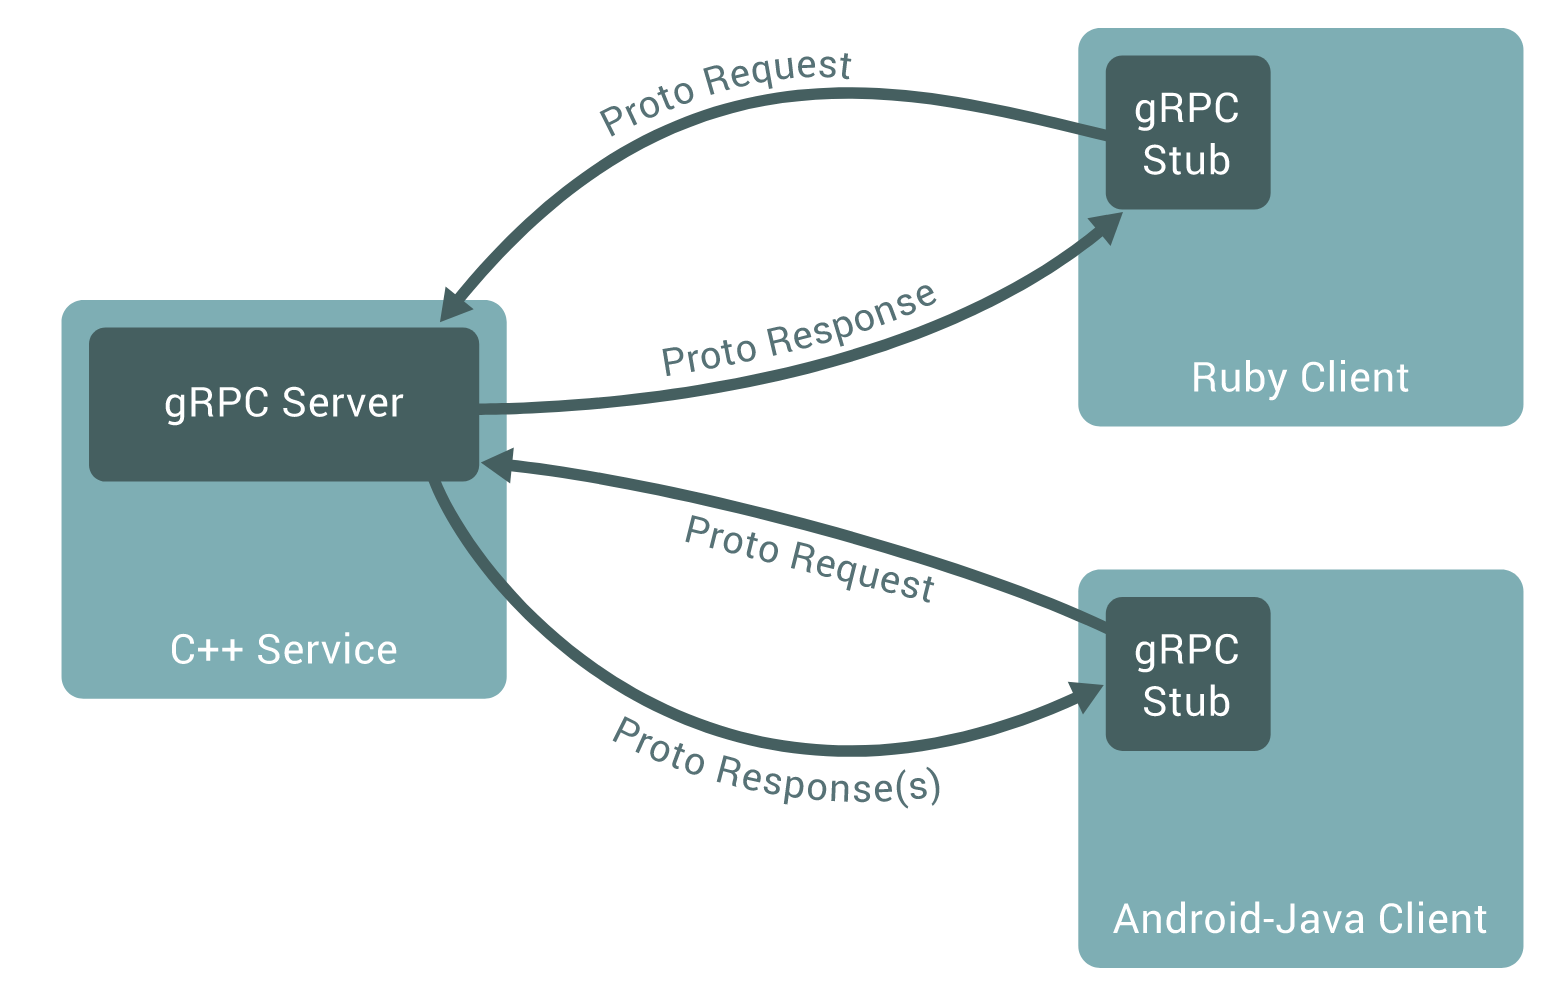 Proto Request
gRPC
Stub
Proto Response
Ruby Client
gRPC Server
C++ Service
Proto Request
gRPC
Stub
Proto Response(s)
Android-Java Client